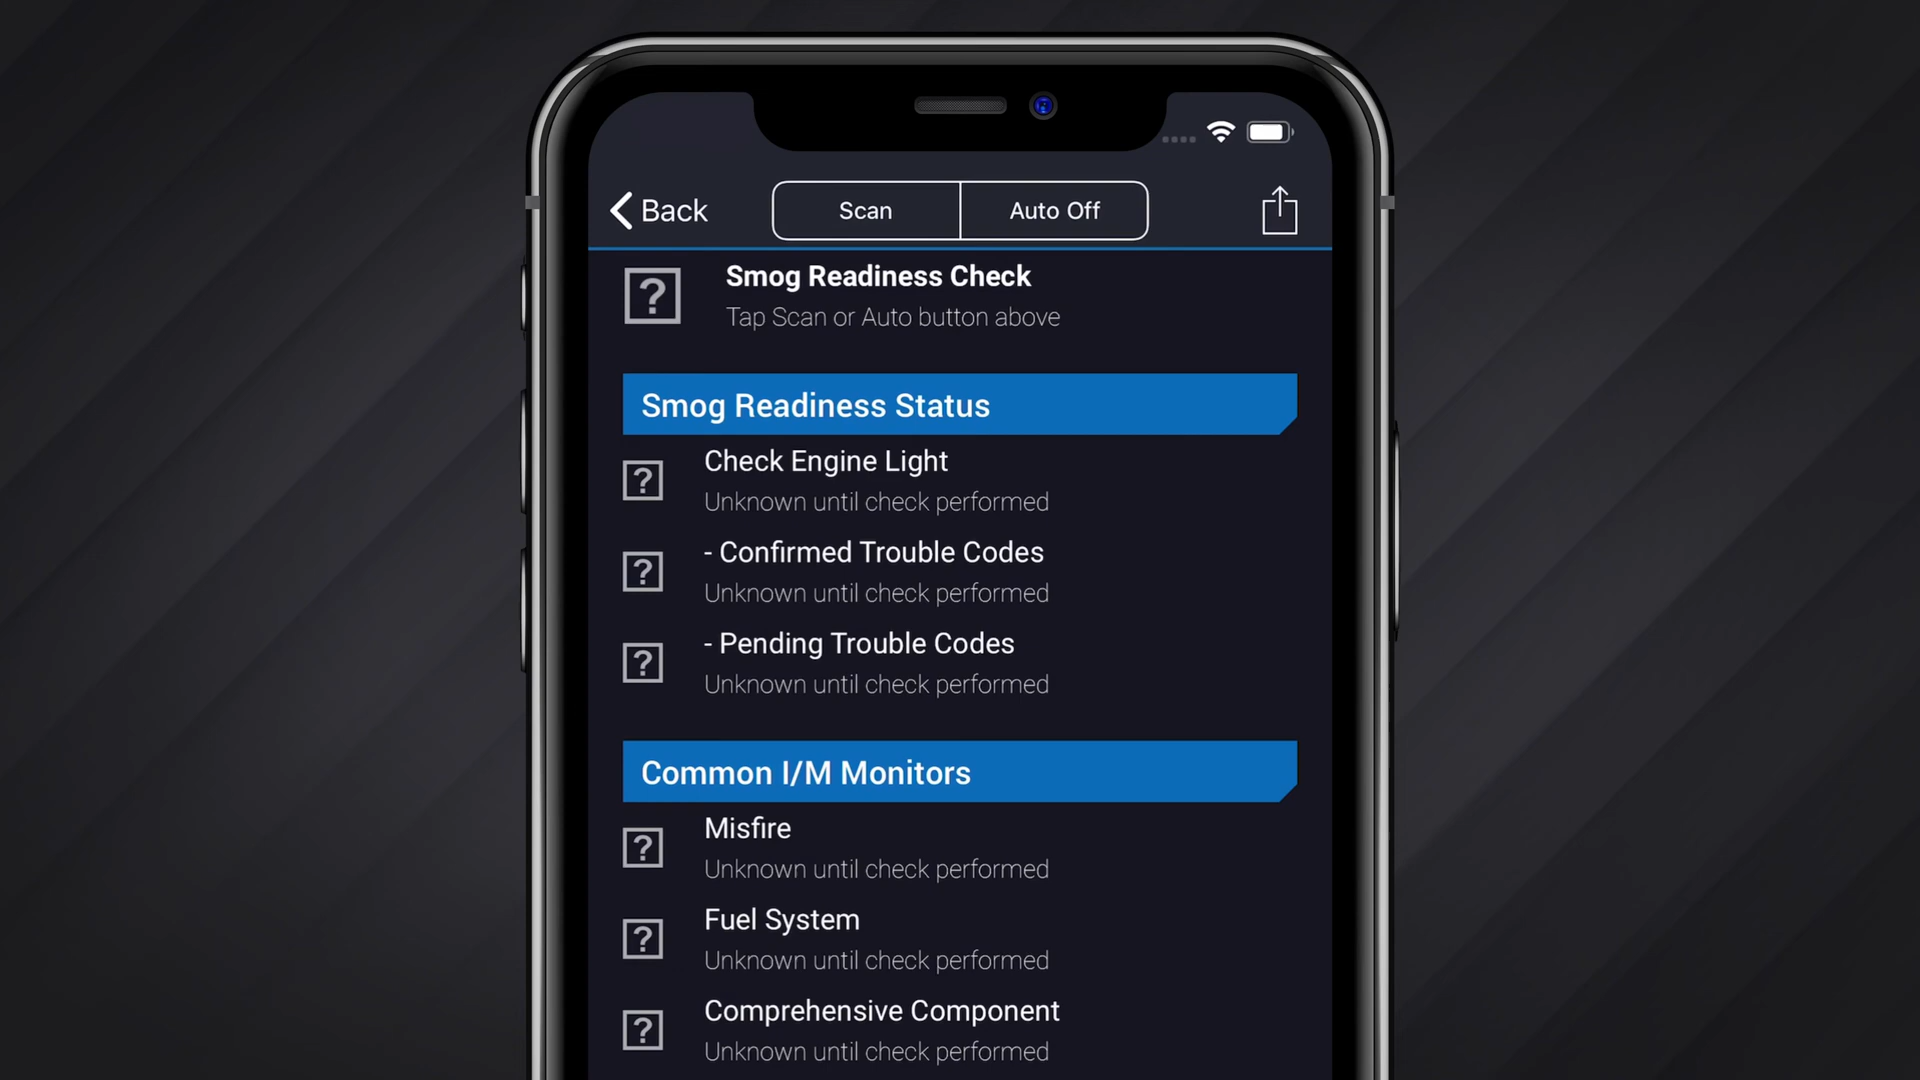 Back
Scan
Auto Off
Smog Readiness Check
Tap Scan or Auto button above
Smog Readiness Status
Check Engine Light
Unknown until check performed
- Confirmed Trouble Codes
Unknown until check performed
- Pending Trouble Codes
Unknown until check performed
Common I/M Monitors
Misfire
Unknown until check performed
Fuel System
Unknown until check performed
Comprehensive Component
Unknown until check performed